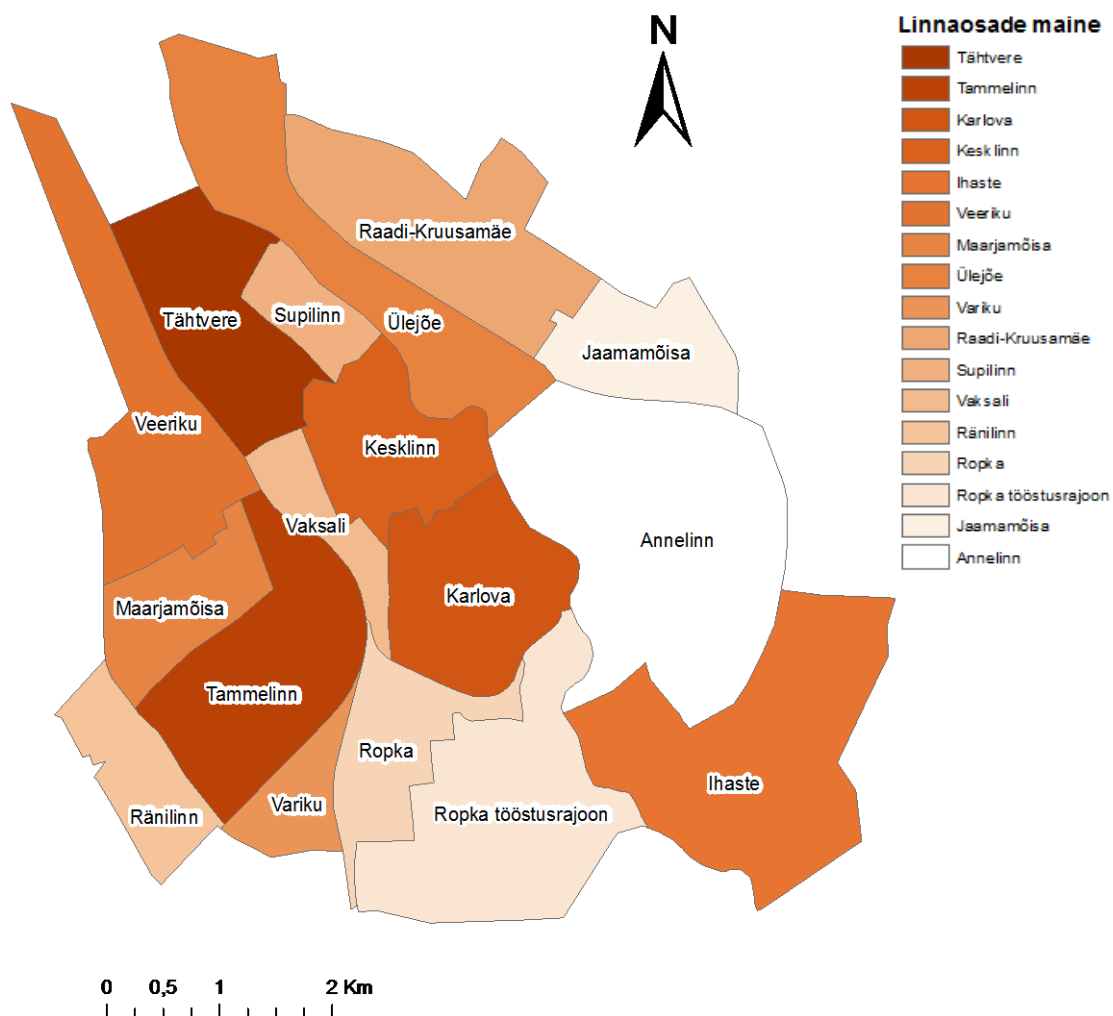 N
Linnaosade maine
Tähtvere
Tammelinn
Karlova
Kesklinn
Ihaste
Veeriku
Maarjamõisa
Ülejõe
Variku
Raadi-Kruusamäe
Supilinn
Vaksali
Ränilinn
Ropka
Ropka tööstusrajoon
Jaamamõisa
Annelinn
Raadi-Kruusamäe
Supilinn
Tähtvere
Ülejõe
Jaamamõisa
Veeriku
Kesklinn
Vaksali
Annelinn
Karlova
Maarjamõisa
Tammelinn
Ropka
Ihaste
Variku
Ränilinn
Ropka tööstusrajoon
0 0,5 1 2 Km